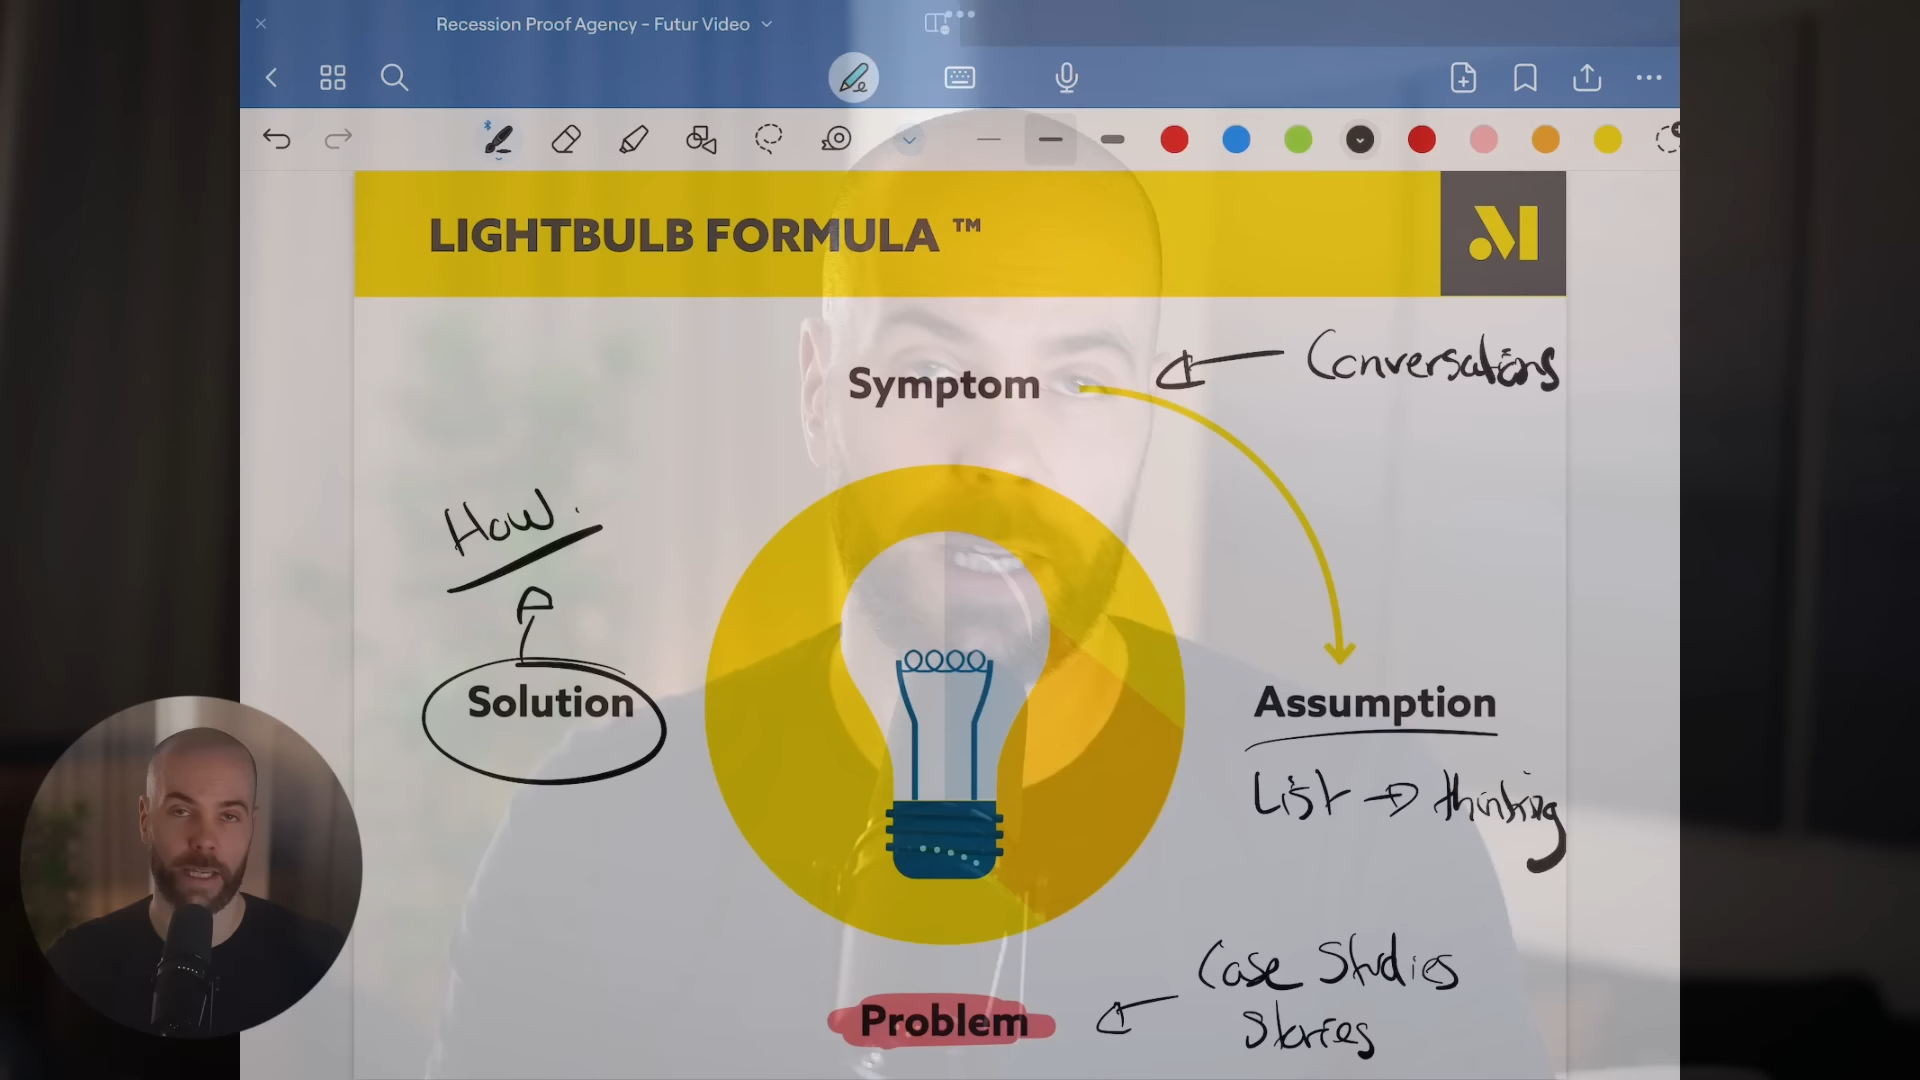 Recession Proof Agency – Futur Video
LIGHTBULB FORMULA ™
Symptom
Conversations
How.
Solution
Assumption
List → thinking
Case Studies
Stories
Problem